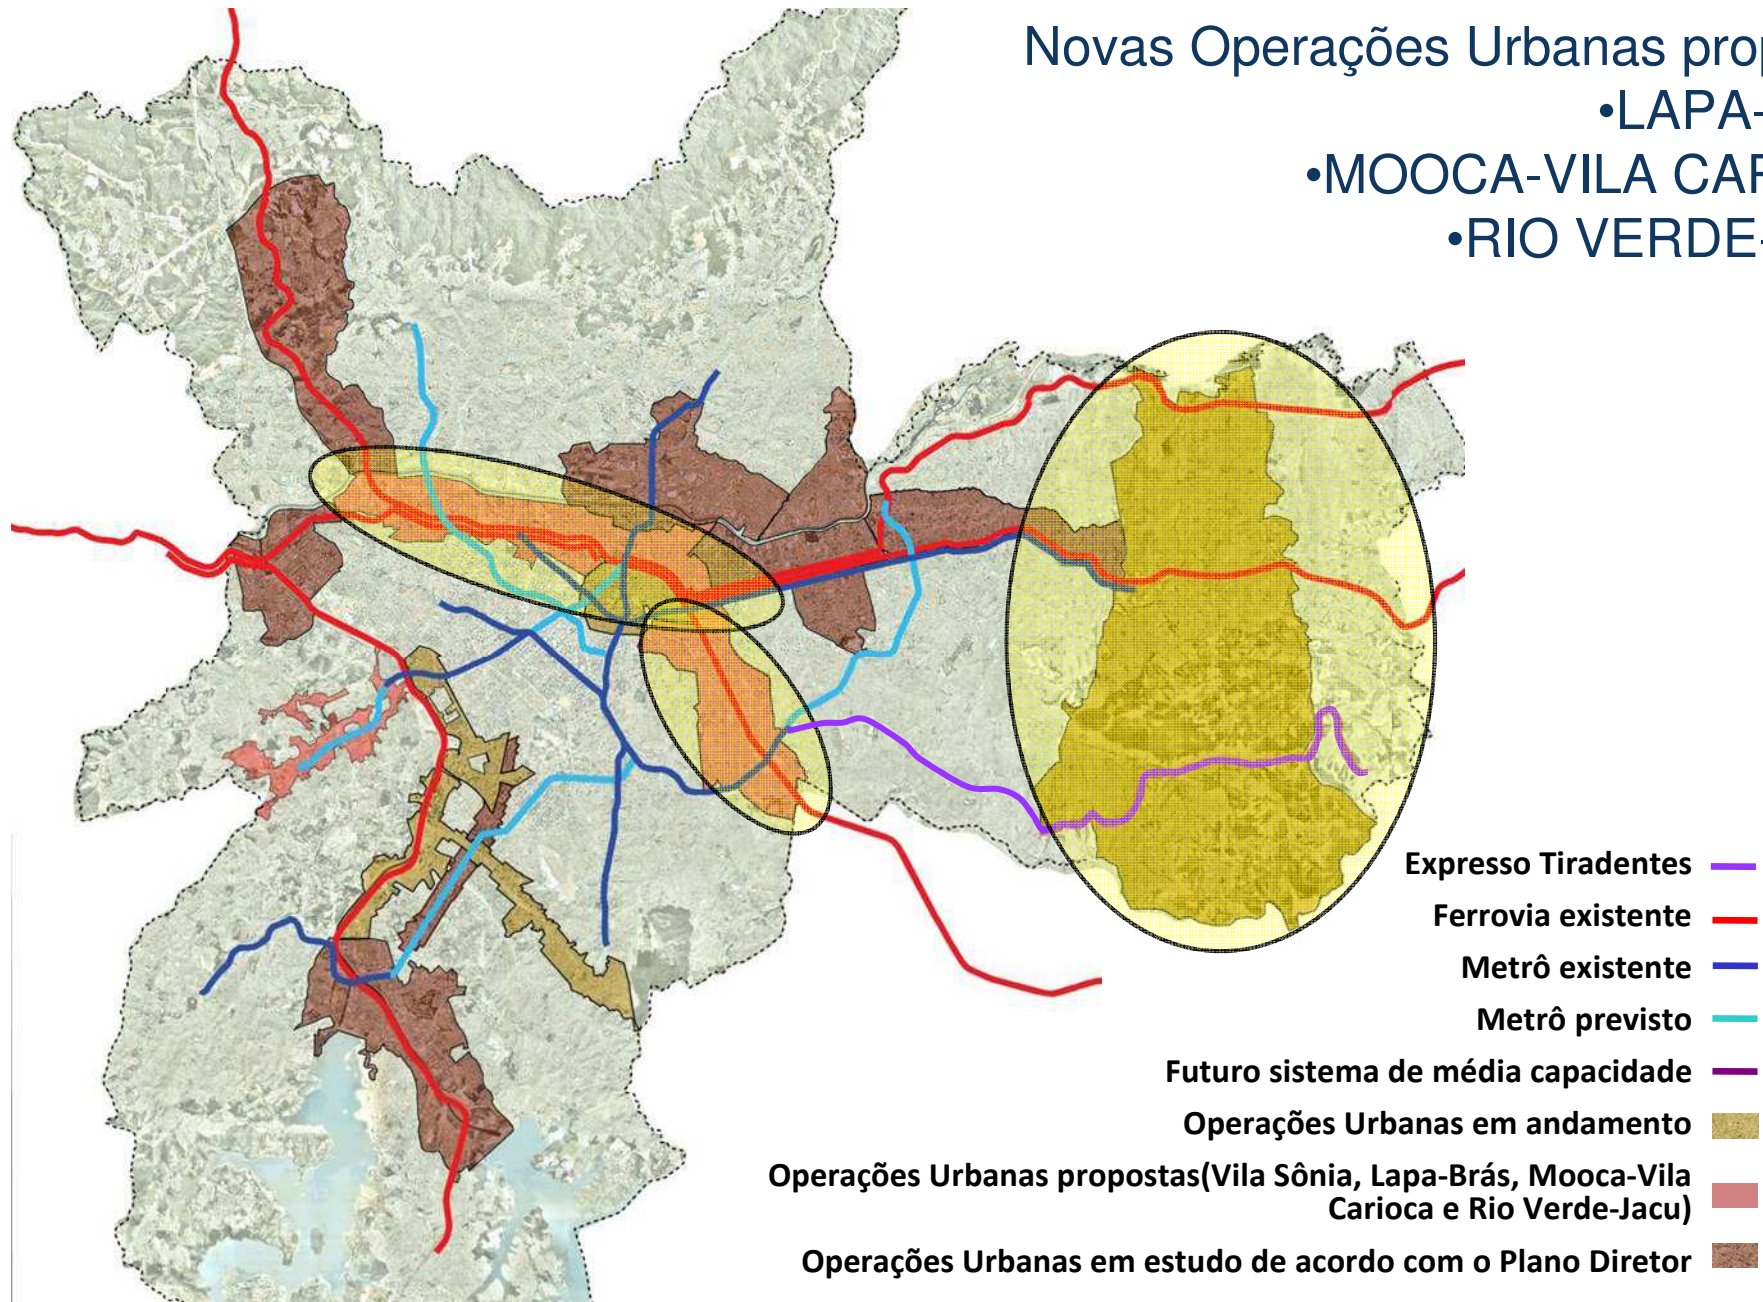 Novas Operações Urbanas
•LAPA-
•MOOCA-VILA
•RIO VERDE-
Expresso Tiradentes
Ferrovia existente
Metrô existente
Metrô previsto
Futuro sistema de média capacidade
Operações Urbanas em andamento
Operações Urbanas propostas(Vila Sônia, Lapa-Brás, Mooca-Vila
Carioca e Rio Verde-Jacu)
Operações Urbanas em estudo de acordo com o Plano Diretor